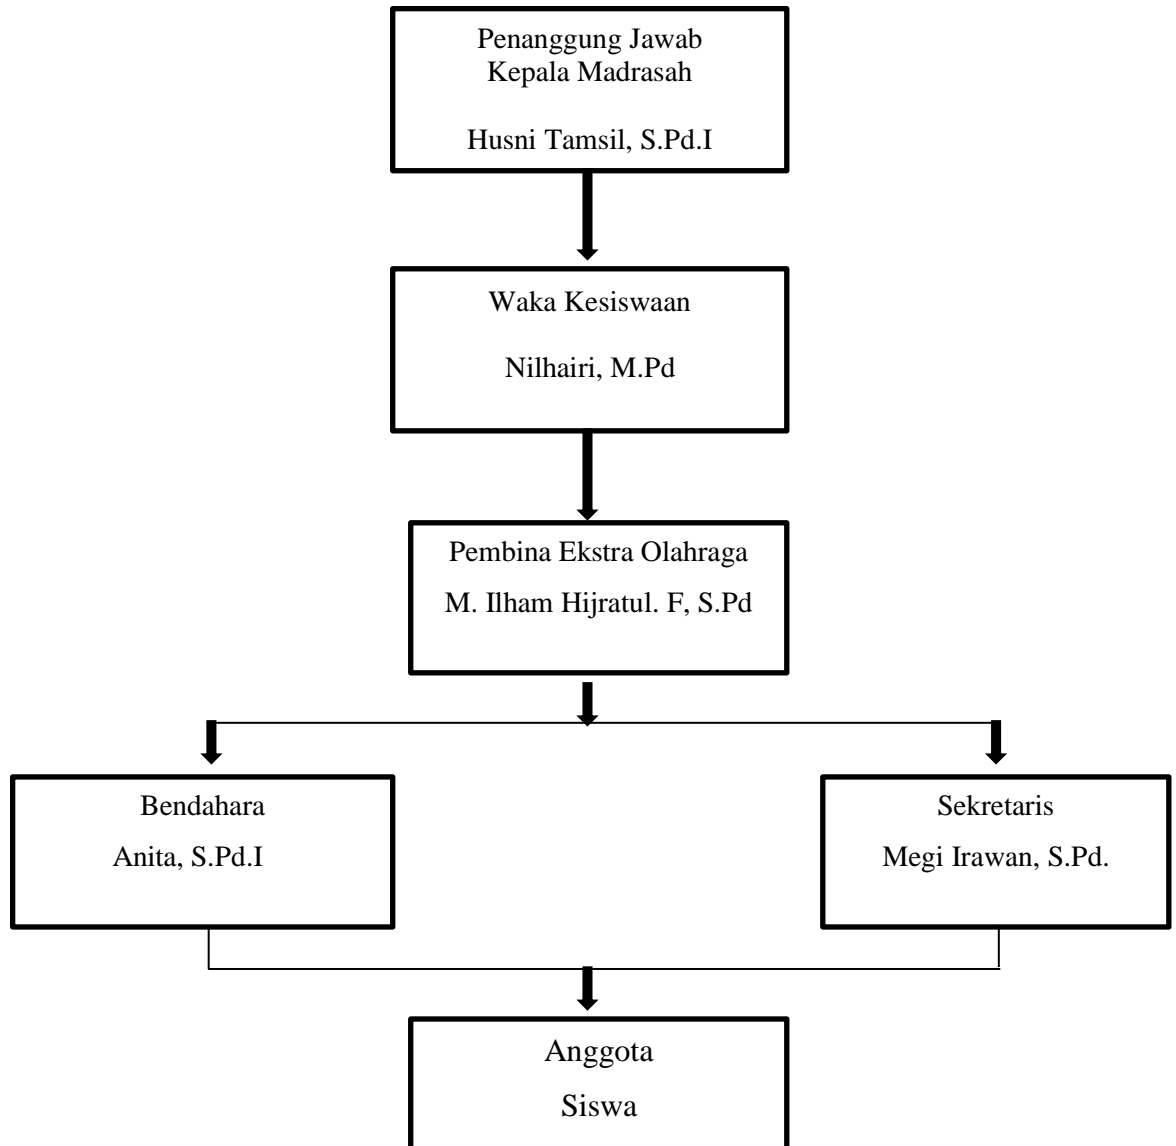 Penanggung Jawab
Kepala Madrasah
Husni Tamsil, S.Pd.I
Waka Kesiswaan
Nilhairi, M.Pd
Pembina Ekstra Olahraga
M. Ilham Hijratul. F, S.Pd
Bendahara
Anita, S.Pd.I
Sekretaris
Megi Irawan, S.Pd.
Anggota
Siswa